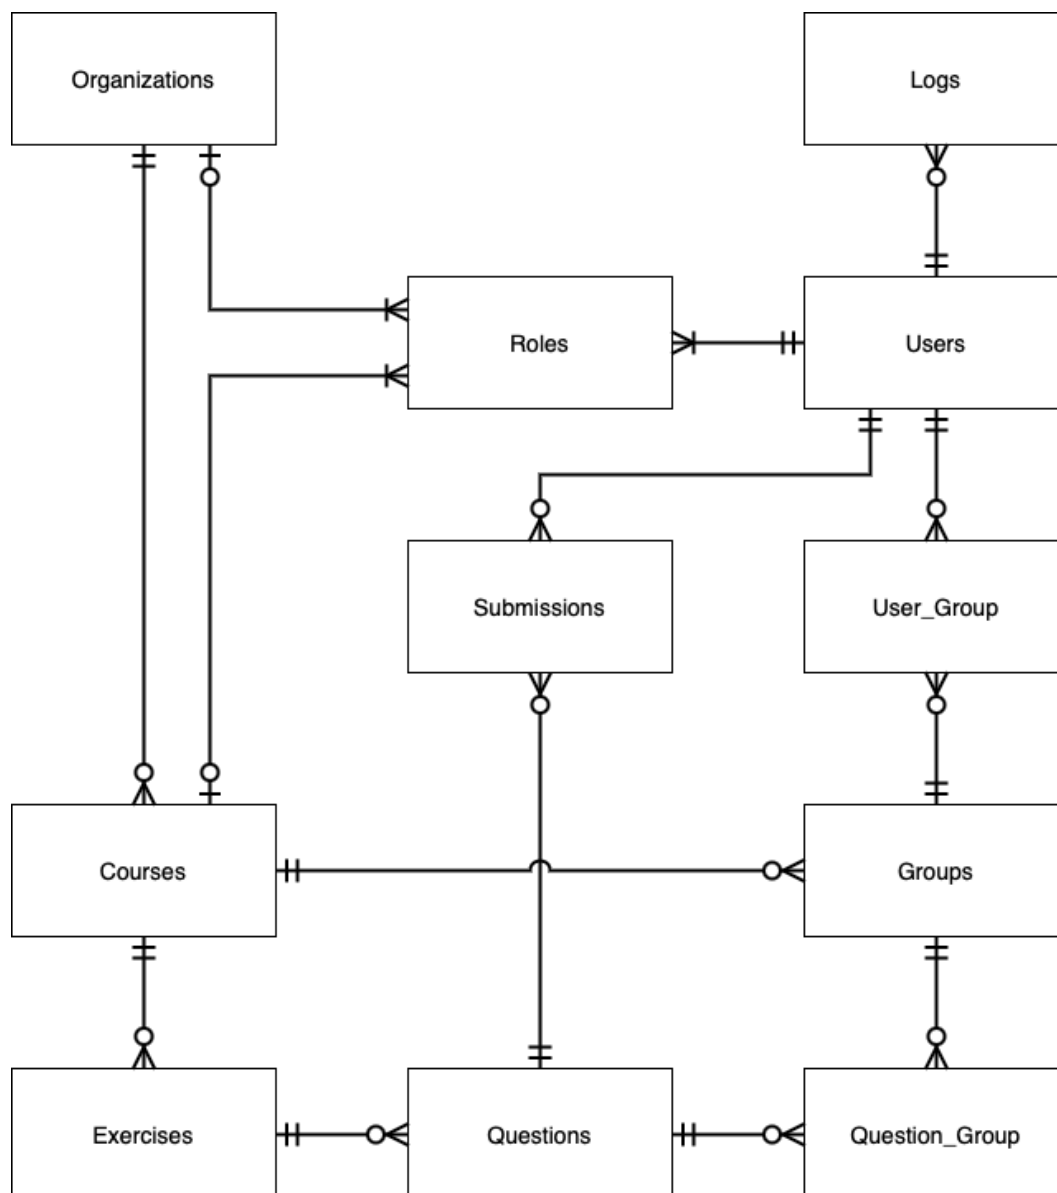 Organizations
Logs
Roles
Users
Submissions
User_Group
Courses
Groups
Exercises
Questions
Question_Group